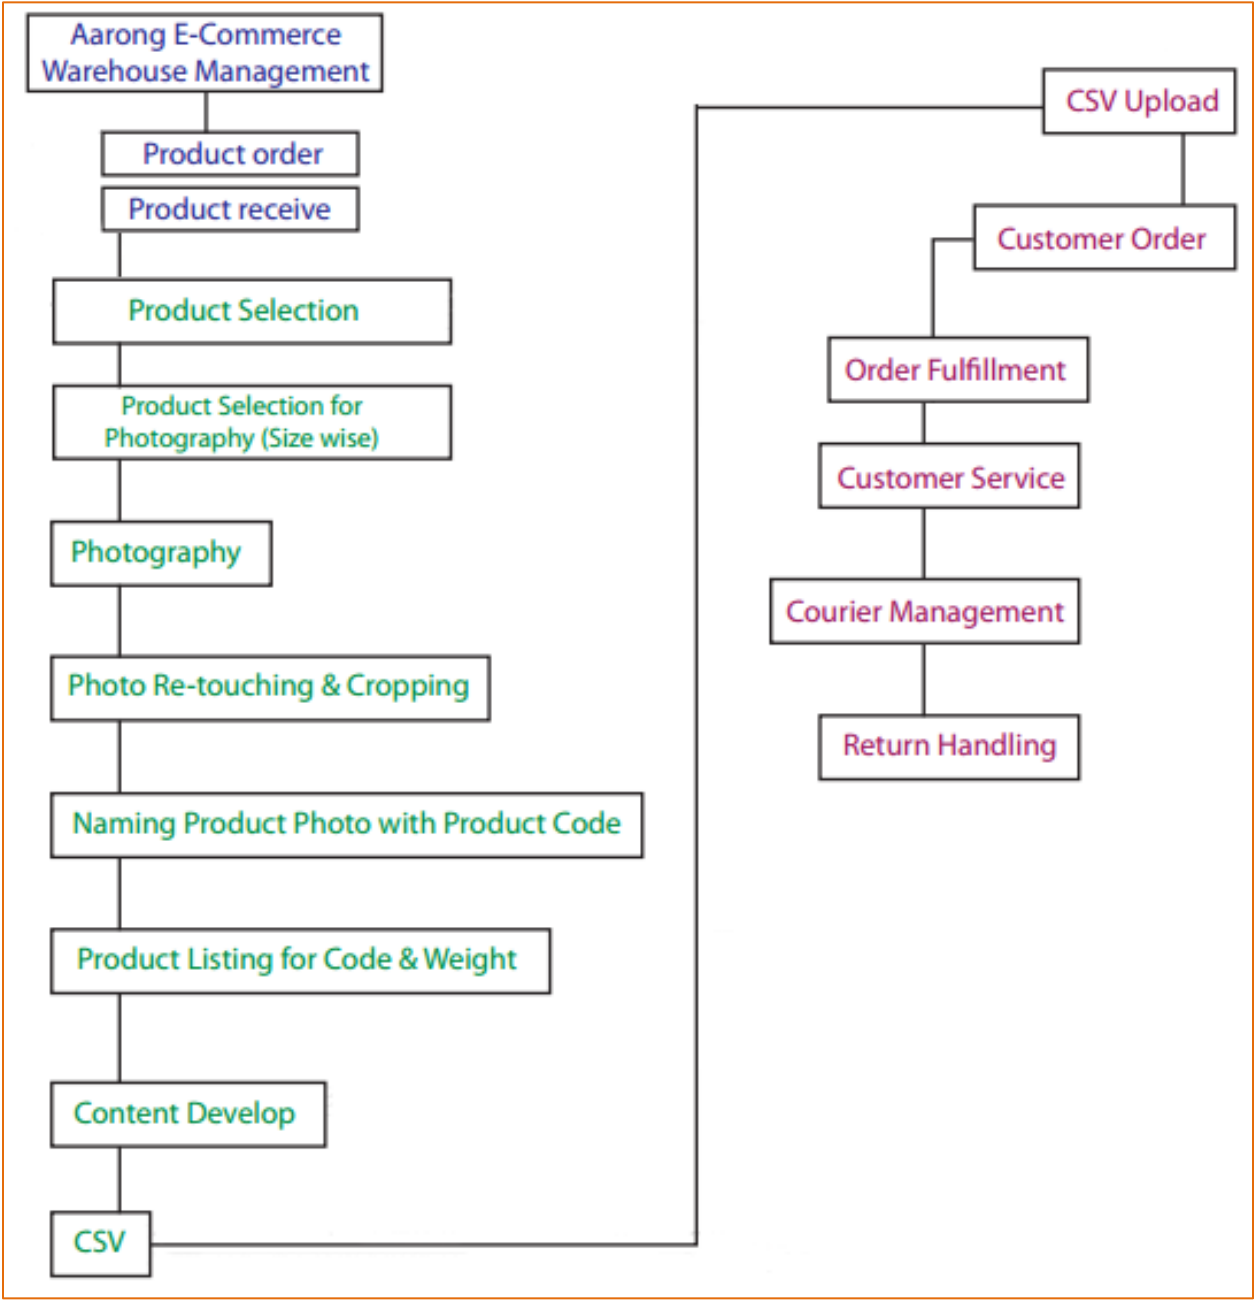 Aarong E-Commerce
Warehouse Management
Product order
Product receive
Product Selection
Product Selection for
Photography (Size wise)
Photography
Photo Re-touching & Cropping
Naming Product Photo with Product Code
Product Listing for Code & Weight
Content Develop
CSV
CSV Upload
Customer Order
Order Fulfillment
Customer Service
Courier Management
Return Handling